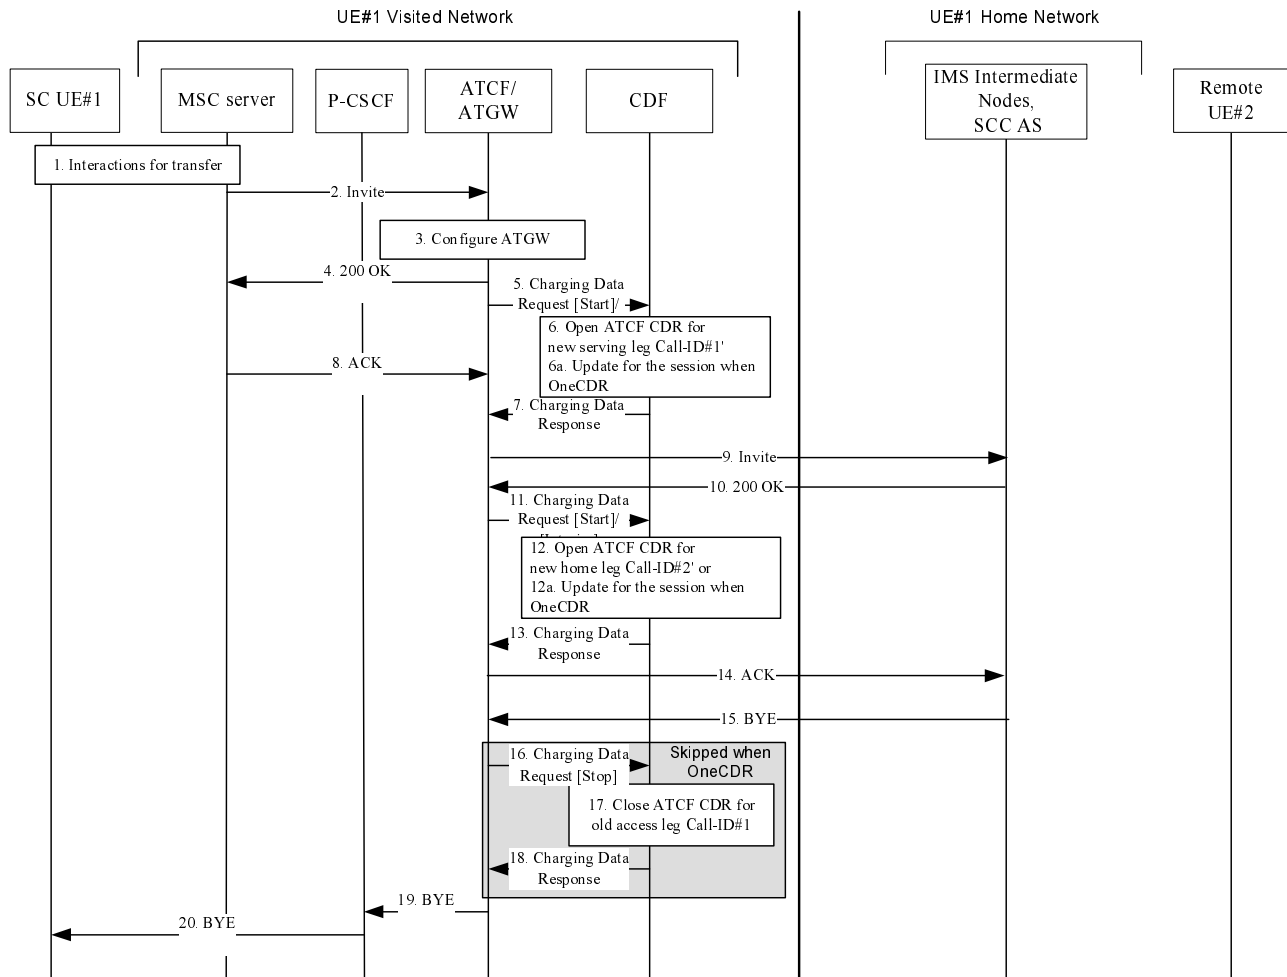 UE#1 Visited Network
UE#1 Home Network
SC UE#1
MSC server
P-CSCF
ATCF/
ATGW
CDF
IMS Intermediate
Nodes,
SCC AS
Remote
UE#2
1. Interactions for transfer
2. Invite
3. Configure ATGW
4. 200 OK
5. Charging Data
Request [Start]/
6. Open ATCF CDR for
new serving leg Call-ID#1'
6a. Update for the session when
OneCDR
8. ACK
7. Charging Data
Response
9. Invite
10. 200 OK
11. Charging Data
Request [Start]/
12. Open ATCF CDR for
new home leg Call-ID#2' or
12a. Update for the session when
OneCDR
13. Charging Data
Response
14. ACK
15. BYE
Skipped when
OneCDR
16. Charging Data
Request [Stop]
17. Close ATCF CDR for
old access leg Call-ID#1
18. Charging Data
Response
19. BYE
20. BYE